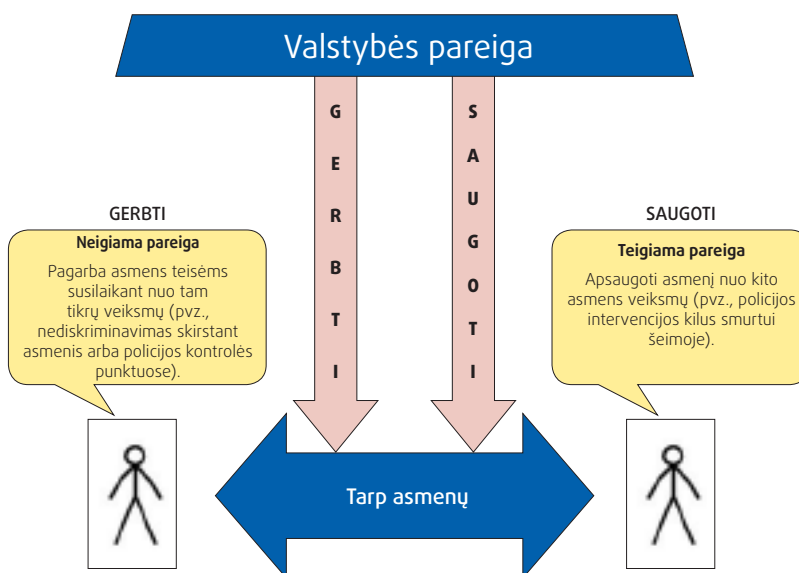 Valstybės pareiga
GERBTI
SAUGOTI
GERBTI
Neigiama pareiga
Pagarba asmens teisėms
susilaikant nuo tam
tikrų veiksmų (pvz.,
nediskriminavimas skirstant
asmenis arba policijos kontrolės
punktuose).
SAUGOTI
Teigiama pareiga
Apsaugoti asmenį nuo kito
asmens veiksmų (pvz., policijos
intervencijos kilus smurtui
šeimoje).
Tarp asmenų